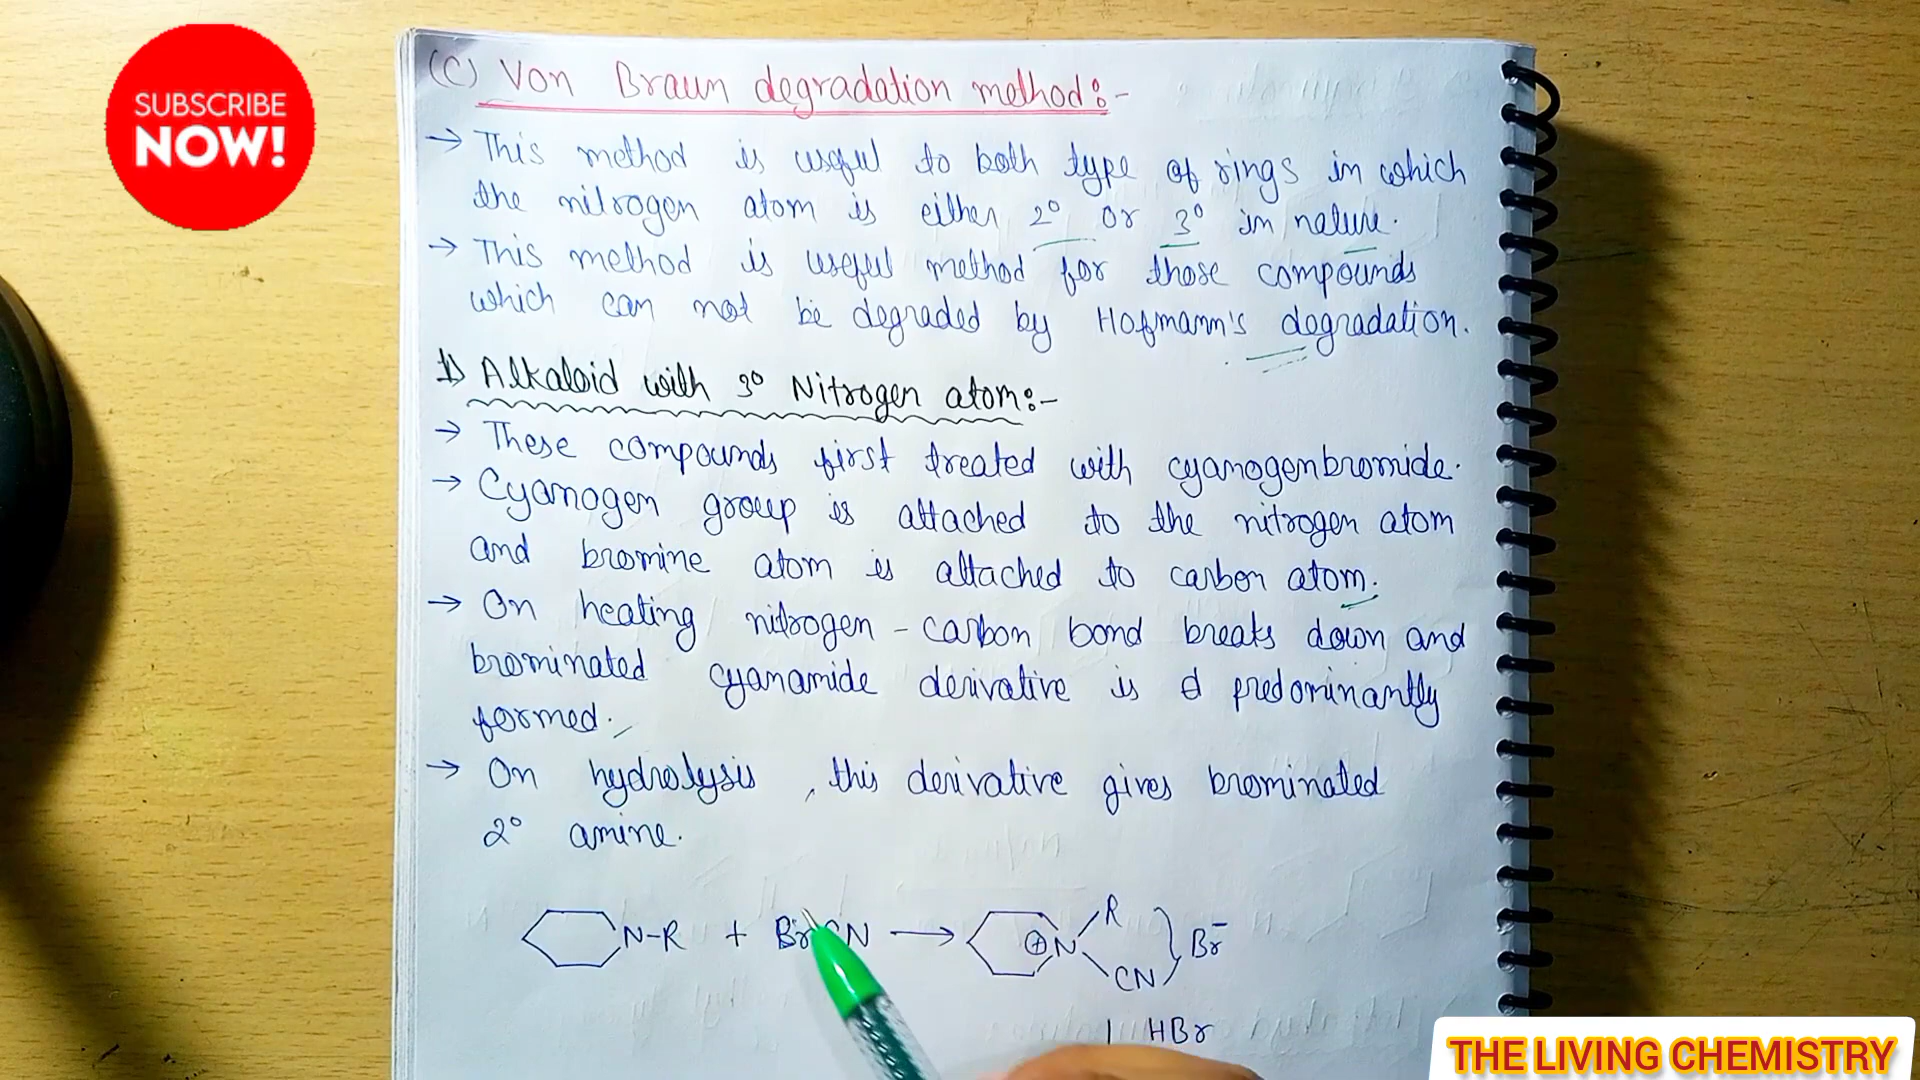 SUBSCRIBE
NOW!
(C) Von Braun degradation method:-
→ This method is useful to both type of rings in which
the nitrogen atom is either 2° or 3° in nature.
→ This method is useful method for those compounds
which can not be degraded by Hofmann's degradation.
1) Alkaloid with 3° Nitrogen atom:-
→ These compounds first treated with cyanogenbromide.
→ Cyanogen group is attached to the nitrogen atom
and bromine atom is attached to carbon atom.
→ On heating nitrogen - carbon bond breaks down and
brominated cyanamide derivative is d predominantly
formed.
→ On hydrolysis, this derivative gives brominated
2° amine.
N-R + BrCN → ⊕N R CN } Br⁻
HBr
THE LIVING CHEMISTRY